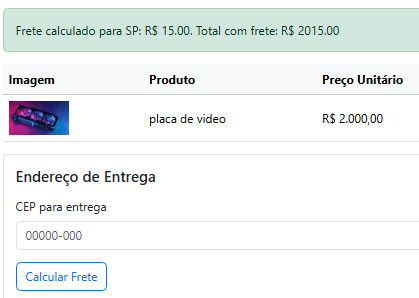 Frete calculado para SP: R$ 15.00. Total com frete: R$ 2015.00
Imagem Produto Preço Unitário
placa de video R$ 2.000,00
Endereço de Entrega
CEP para entrega
00000-000
Calcular Frete